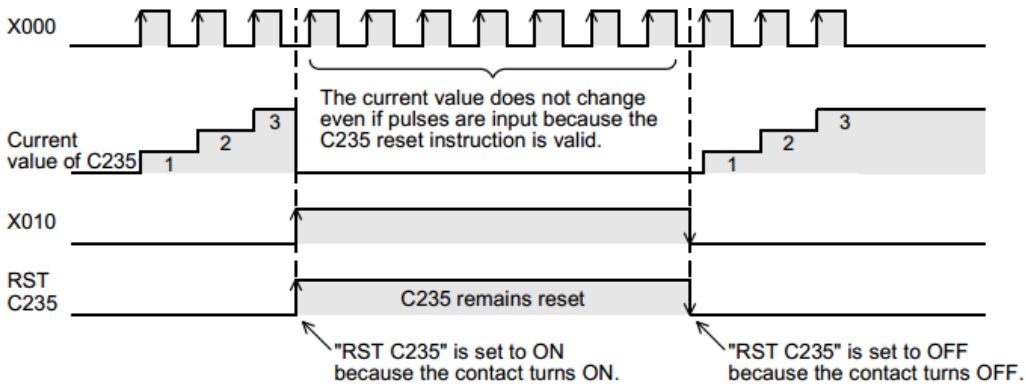 X000
The current value does not change
even if pulses are input because the
C235 reset instruction is valid.
Current
value of C235
1
2
3
1
2
3
X010
RST
C235
C235 remains reset
"RST C235" is set to ON
because the contact turns ON.
"RST C235" is set to OFF
because the contact turns OFF.